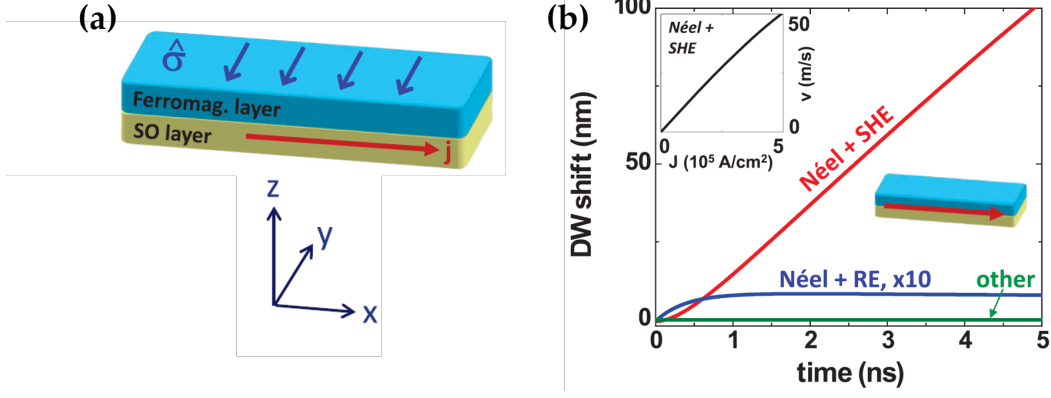 (a)
σ̂
Ferromag. layer
SO layer
j
z
y
x
(b)
DW shift (nm)
100
50
0
Néel +
SHE
50
v (m/s)
0
0
5
J (10⁵ A/cm²)
Néel + SHE
Néel + RE, x10
other
0
1
2
3
4
5
time (ns)